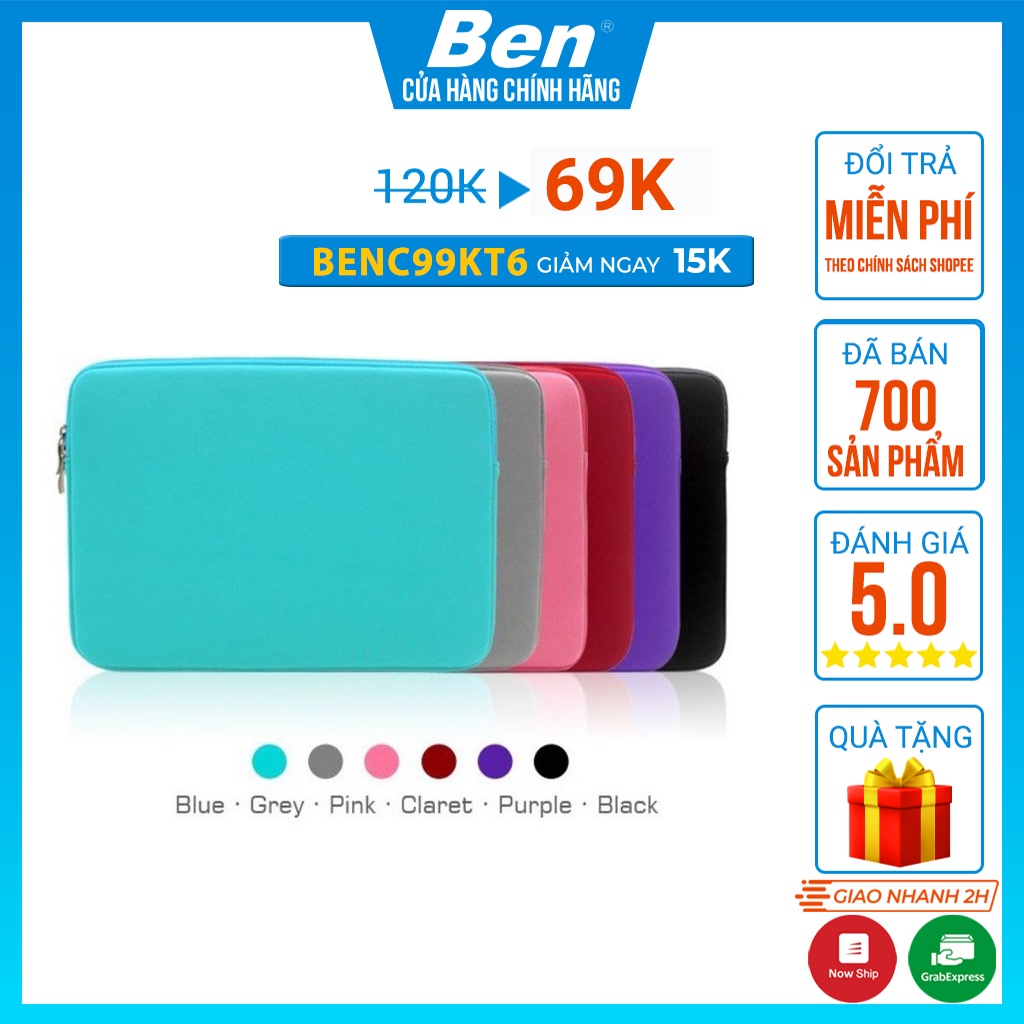 Ben®
CỬA HÀNG CHÍNH HÃNG
120K 69K
BENC99KT6 GIẢM NGAY 15K
ĐỔI TRẢ
MIỄN PHÍ
THEO CHÍNH SÁCH SHOPEE
ĐÃ BÁN
700
SẢN PHẨM
ĐÁNH GIÁ
5.0
QUÀ TẶNG
GIAO NHANH 2H
Now Ship
GrabExpress
Blue · Grey · Pink · Claret · Purple · Black